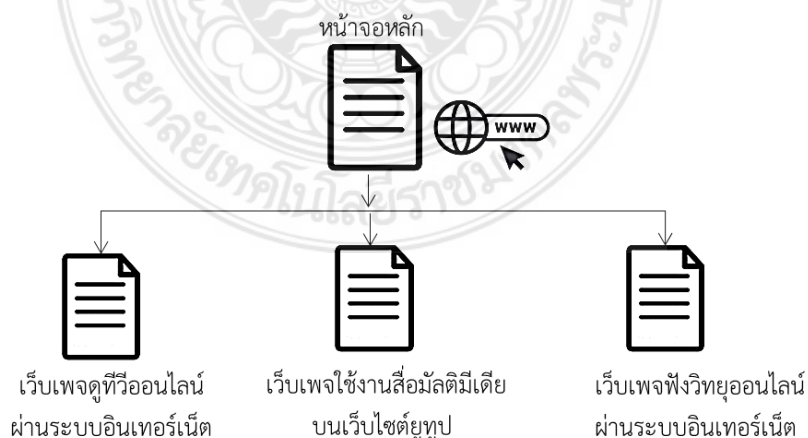 หน้าจอหลัก
www
เว็บเพจดูทีวีออนไลน์
ผ่านระบบอินเทอร์เน็ต
เว็บเพจใช้งานสื่อมัลติมีเดีย
บนเว็บไซต์ยูทูป
เว็บเพจฟังวิทยุออนไลน์
ผ่านระบบอินเทอร์เน็ต